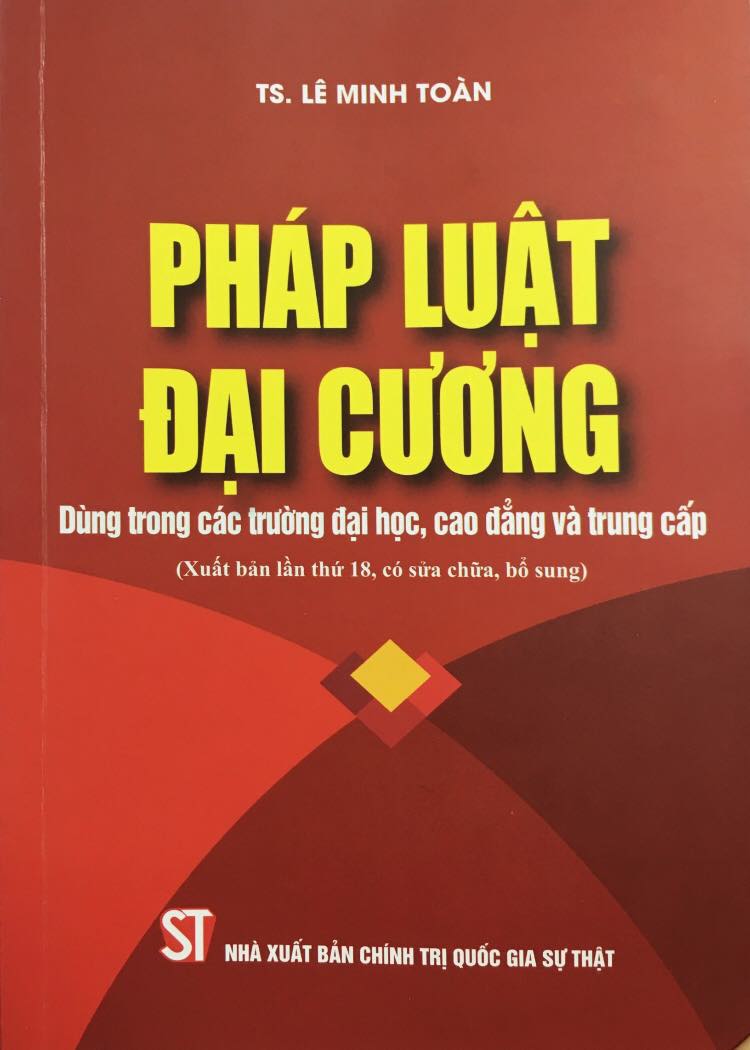 TS. LÊ MINH TOÀN
PHÁP LUẬT
ĐẠI CƯƠNG
Dùng trong các trường đại học, cao đẳng và trung cấp
(Xuất bản lần thứ 18, có sửa chữa, bổ sung)
ST
NHÀ XUẤT BẢN CHÍNH TRỊ QUỐC GIA SỰ THẬT